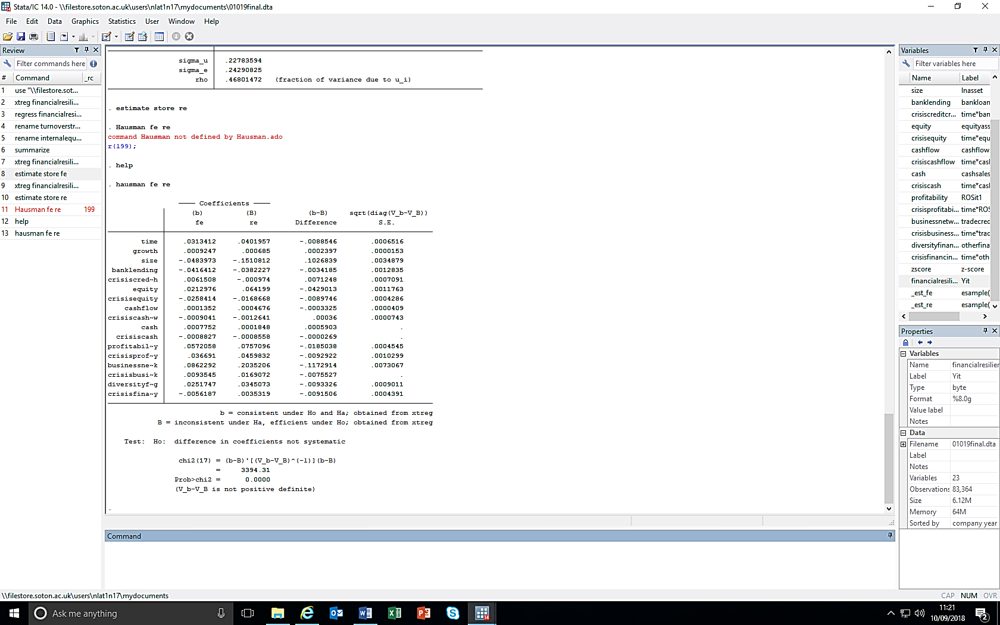 Stata/IC 14.0 - \\filestore.soton.ac.uk\users\nlat1n17\mydocuments\01019final.dta
File Edit Data Graphics Statistics User Window Help
Review
Filter commands here
# Command _rc
1 use "\\filestore.sot...
2 xtreg financialresili...
3 regress financialresi...
4 rename turnoverstr...
5 rename internalequ...
6 summarize
7 xtreg financialresili...
8 estimate store fe
9 xtreg financialresili...
10 estimate store re
11 Hausman fe re 199
12 help
13 hausman fe re
sigma_u .22783594
sigma_e .24290825
rho .46801472 (fraction of variance due to u_i)
. estimate store re
. Hausman fe re
command Hausman not defined by Hausman.ado
r(199);
. help
. hausman fe re
Coefficients
(b) (B) (b-B) sqrt(diag(V_b-V_B))
fe re Difference S.E.
time .0313412 .0401957 -.0088546 .0006516
growth .0009247 .000685 .0002397 .0000153
size -.0483973 -.1510812 .1026839 .0034879
banklending -.0416412 -.0382227 -.0034185 .0012835
crisiscred~h .0061508 -.000974 .0071248 .0007091
equity .0212976 .064199 -.0429013 .0011763
crisisequity -.0258414 -.0168668 -.0089746 .0004286
cashflow .0001352 .0004676 -.0003325 .0000409
crisiscash~w -.0009041 -.0012641 .00036 .0000743
cash .0007752 .0001848 .0005903 .
crisiscash -.0008827 -.0008558 -.0000269 .
profitabil~y .0572058 .0757096 -.0185038 .0004545
crisisprof~y .036691 .0459832 -.0092922 .0010299
businessne~k .0862292 .2035206 -.1172914 .0073067
crisisbusi~k .0093545 .0169072 -.0075527 .
diversityf~g .0251747 .0345073 -.0093326 .0009011
crisisfina~y -.0056187 .0035319 -.0091506 .0004391
b = consistent under Ho and Ha; obtained from xtreg
B = inconsistent under Ha, efficient under Ho; obtained from xtreg
Test: Ho: difference in coefficients not systematic
chi2(17) = (b-B)'[(V_b-V_B)^(-1)](b-B)
= 3394.31
Prob>chi2 = 0.0000
(V_b-V_B is not positive definite)
.
Command
Variables
Filter variables here
Name Label
size lnasset
banklending bankloan
crisiscreditcr... time*ban
equity equityass
crisisequity time*equ
cashflow cashflow
crisiscashflow time*cas
cash cashsales
crisiscash time*cas
profitability ROSit1
crisisprofitabi... time*ROS
businessnetw... tradecred
crisisbusiness... time*trad
diversityfinan... otherfina
crisisfinancin... time*oth
zscore z-score
financialresili... Yit
_est_fe esample(
_est_re esample(
Properties
Variables
Name financialresilien
Label Yit
Type byte
Format %8.0g
Value label
Notes
Data
Filename 01019final.dta
Label
Notes
Variables 23
Observations 83,364
Size 6.12M
Memory 64M
Sorted by company year
\\filestore.soton.ac.uk\users\nlat1n17\mydocuments
CAP NUM OVR
Ask me anything
11:21
10/09/2018
2